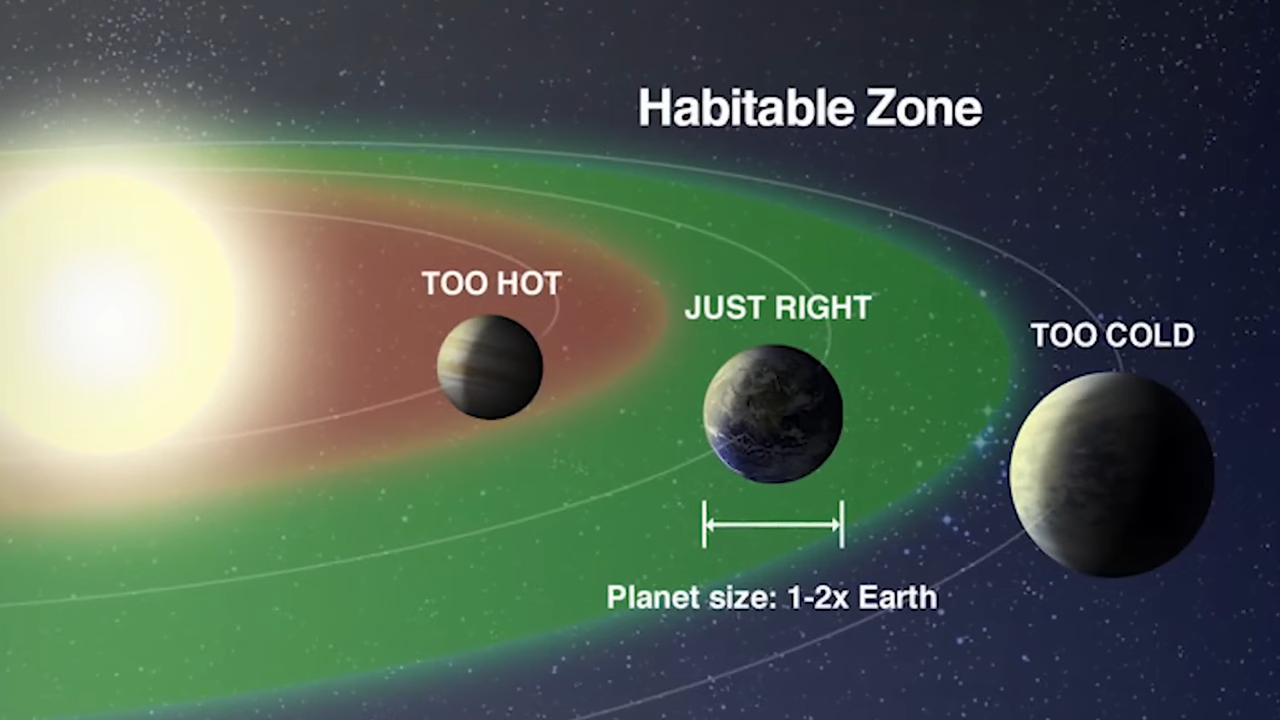 Habitable Zone
TOO HOT
JUST RIGHT
TOO COLD
Planet size: 1-2x Earth